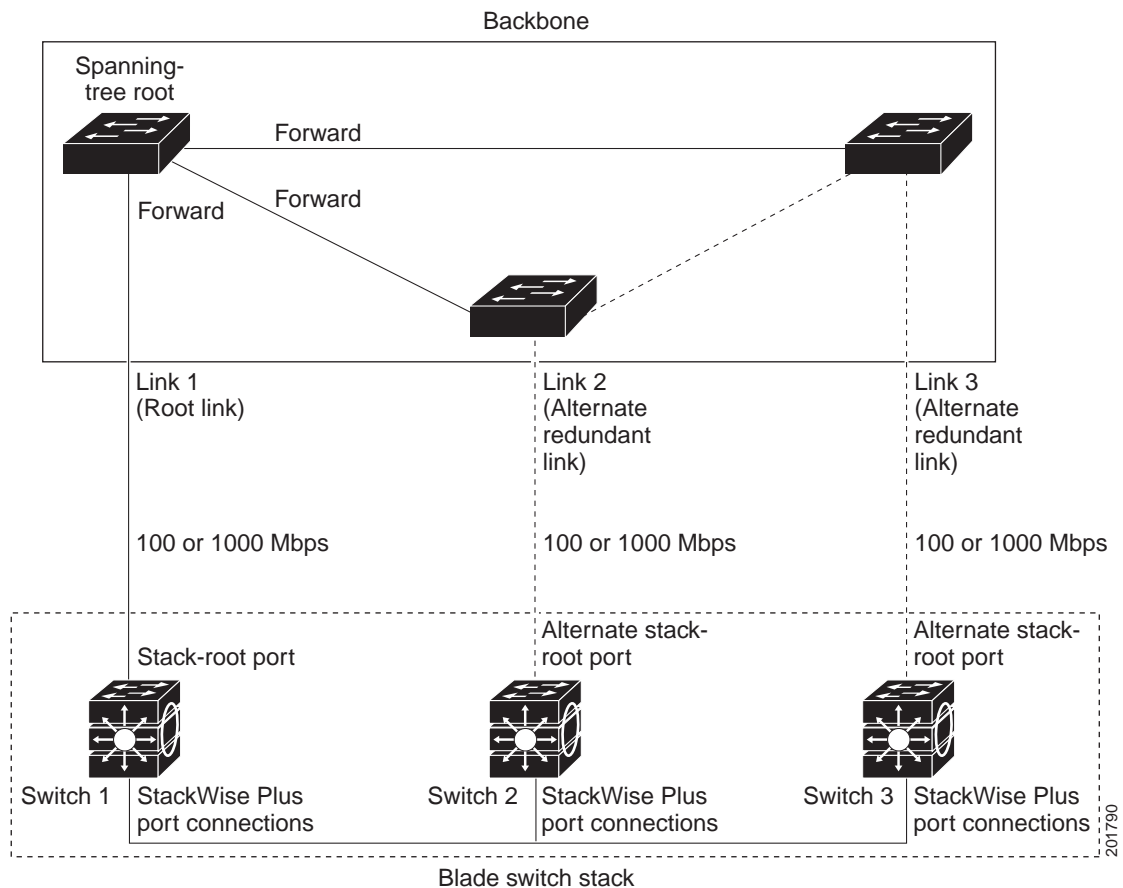 Backbone
Spanning-
tree root
Forward
Forward
Forward
Link 1
(Root link)
Link 2
(Alternate
redundant
link)
Link 3
(Alternate
redundant
link)
100 or 1000 Mbps
100 or 1000 Mbps
100 or 1000 Mbps
Stack-root port
Alternate stack-
root port
Alternate stack-
root port
Switch 1
StackWise Plus
port connections
Switch 2
StackWise Plus
port connections
Switch 3
StackWise Plus
port connections
201790
Blade switch stack